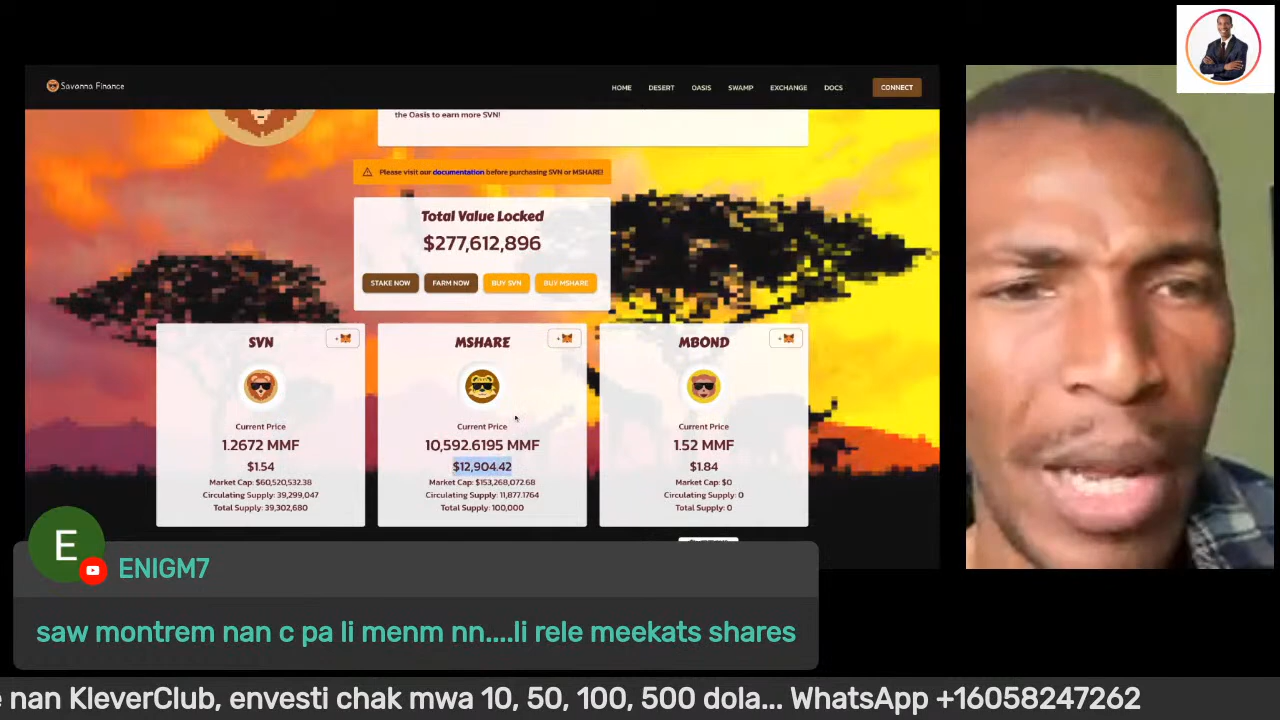 Savanna Finance
HOME DESERT OASIS SWAMP EXCHANGE DOCS CONNECT
the Oasis to earn more SVN!
Please visit our documentation before purchasing SVN or MSHARE!
Total Value Locked
$277,612,896
STAKE NOW FARM NOW BUY SVN BUY MSHARE
SVN
Current Price
1.2672 MMF
$1.54
Market Cap: $60,520,532.38
Circulating Supply: 39,299,047
Total Supply: 39,302,680
MSHARE
Current Price
10,592.6195 MMF
$12,904.42
Market Cap: $153,268,072.68
Circulating Supply: 11,877.1764
Total Supply: 100,000
MBOND
Current Price
1.52 MMF
$1.84
Market Cap: $0
Circulating Supply: 0
Total Supply: 0
E
ENIGM7
saw montrem nan c pa li menm nn....li rele meekats shares
e nan KleverClub, envesti chak mwa 10, 50, 100, 500 dola... WhatsApp +16058247262